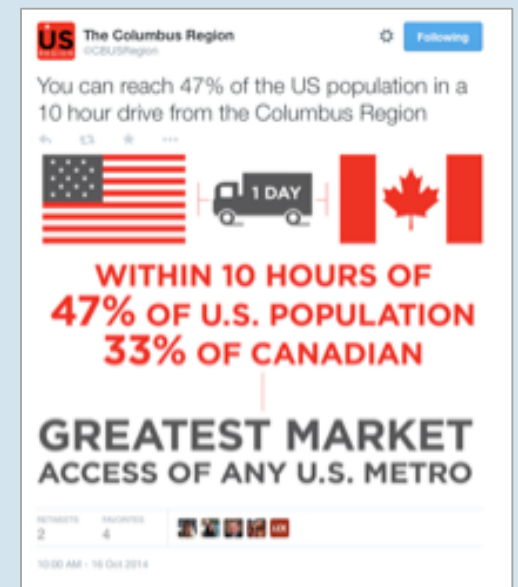 US
The Columbus Region
@CBUSRegion
Following
You can reach 47% of the US population in a
10 hour drive from the Columbus Region
1 DAY
WITHIN 10 HOURS OF
47% OF U.S. POPULATION
33% OF CANADIAN
GREATEST MARKET
ACCESS OF ANY U.S. METRO
RETWEETS FAVORITES
2 4
10:00 AM - 16 Oct 2014